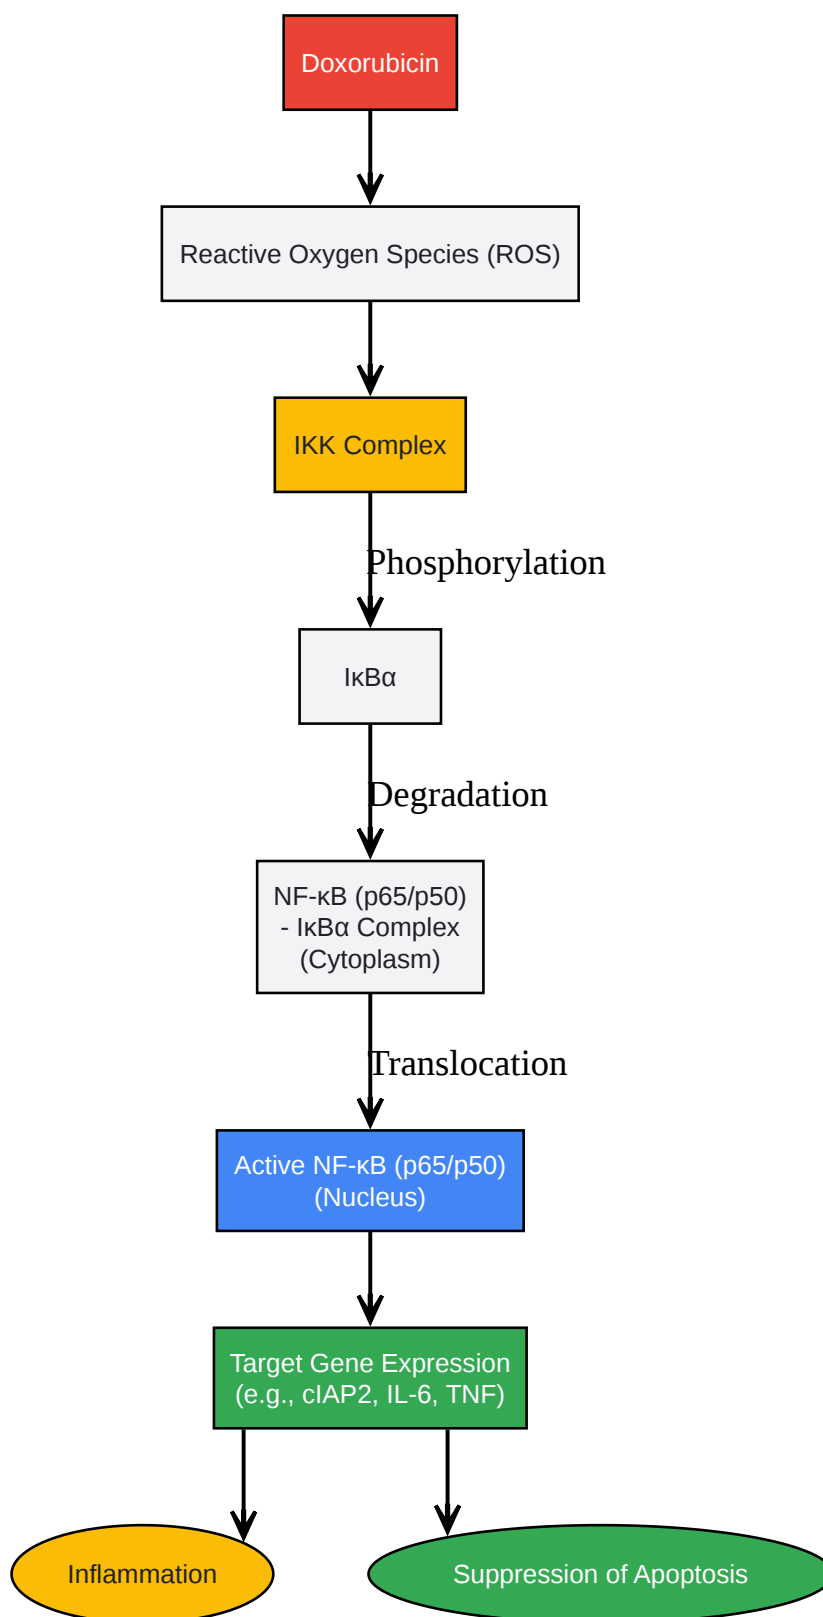 Doxorubicin
Reactive Oxygen Species (ROS)
IKK Complex
Phosphorylation
IκBα
Degradation
NF-κB (p65/p50)
- IκBα Complex
(Cytoplasm)
Translocation
Active NF-κB (p65/p50)
(Nucleus)
Target Gene Expression
(e.g., cIAP2, IL-6, TNF)
Inflammation
Suppression of Apoptosis